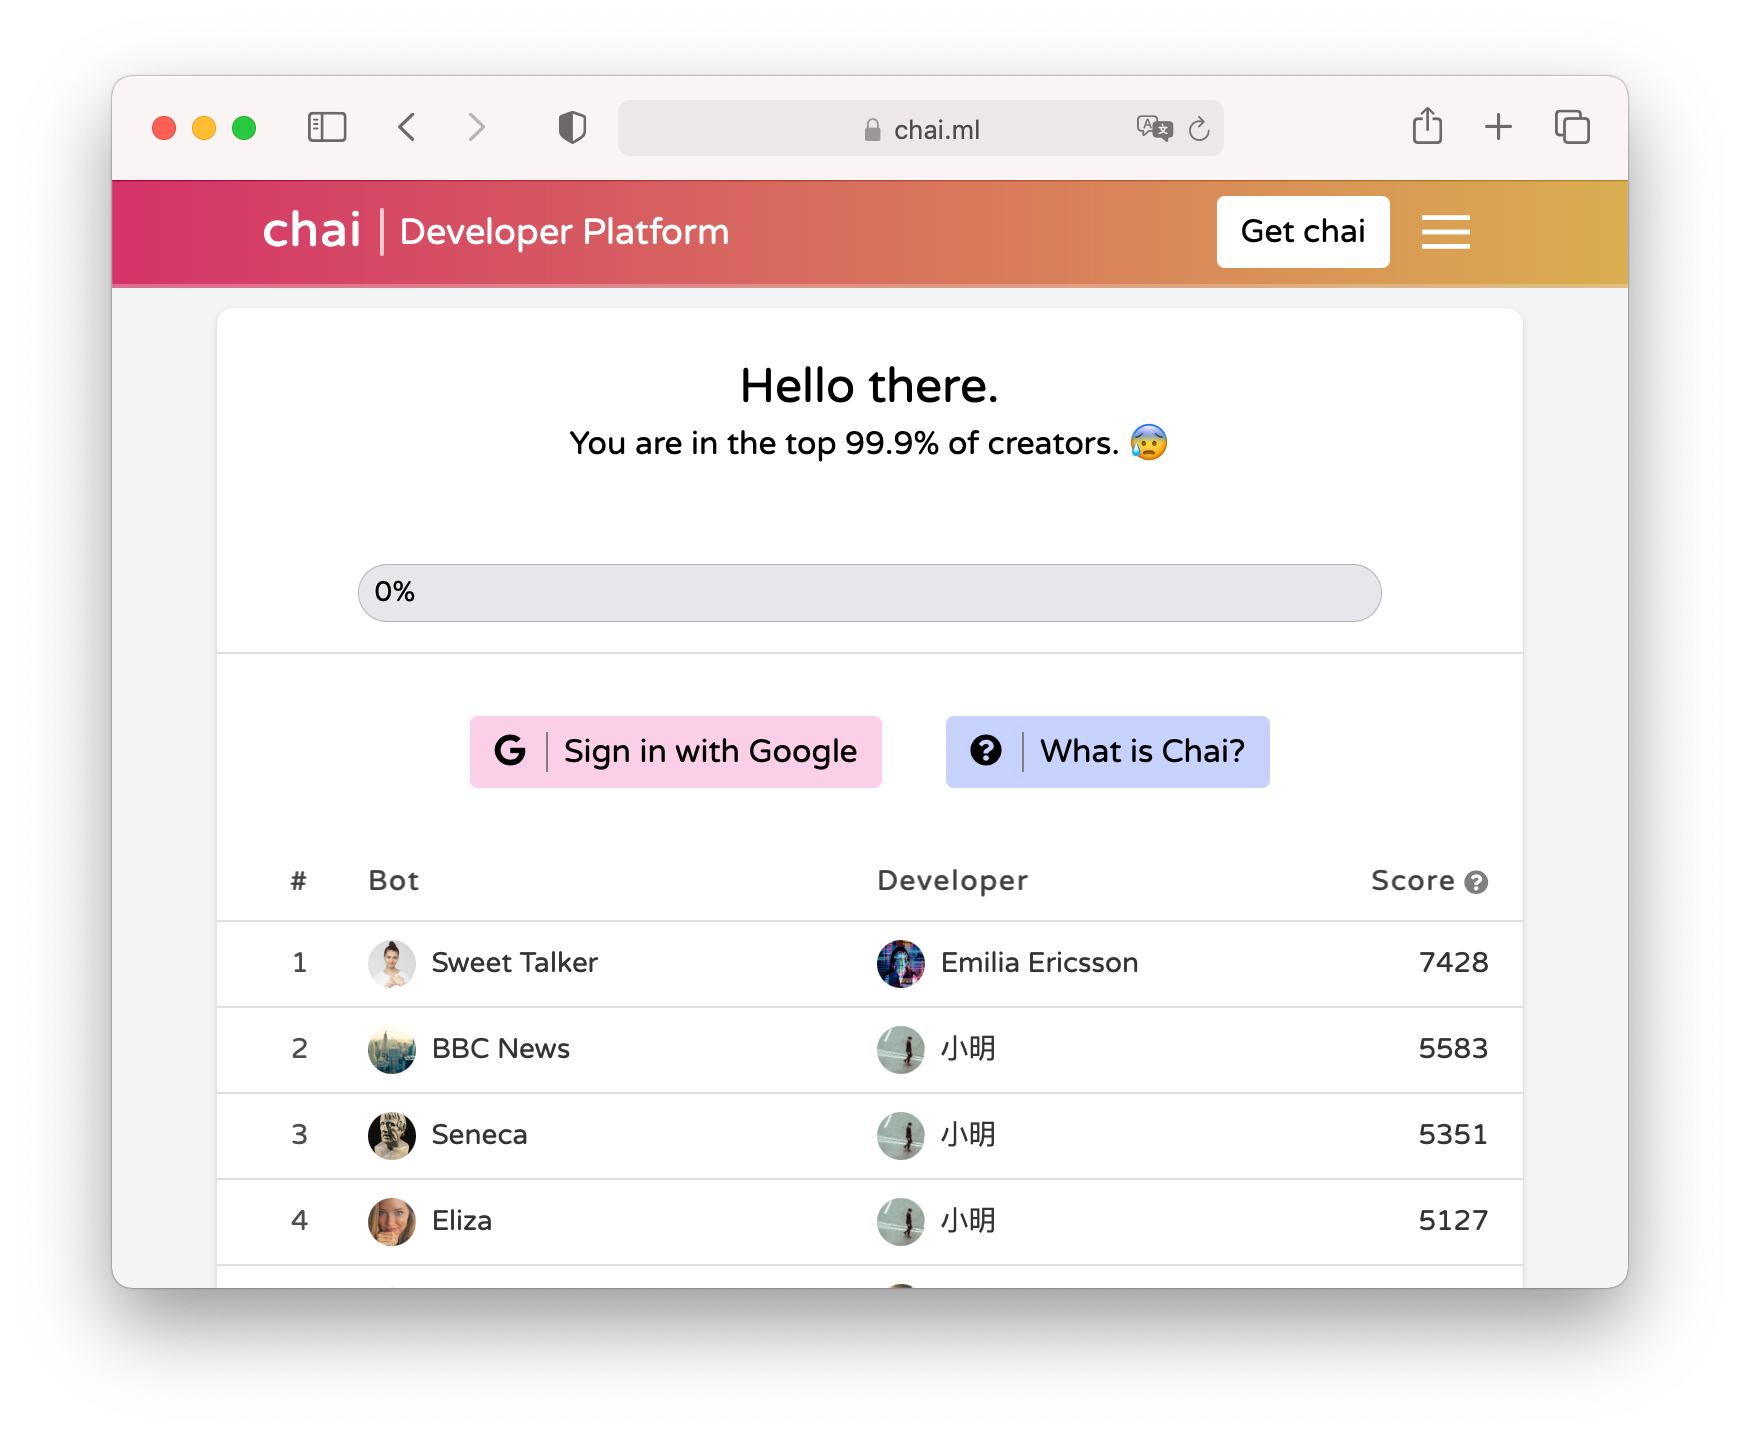 chai.ml
chai | Developer Platform
Get chai
Hello there.
You are in the top 99.9% of creators. 😰
0%
Sign in with Google
What is Chai?
# Bot Developer Score
1 Sweet Talker Emilia Ericsson 7428
2 BBC News 小明 5583
3 Seneca 小明 5351
4 Eliza 小明 5127